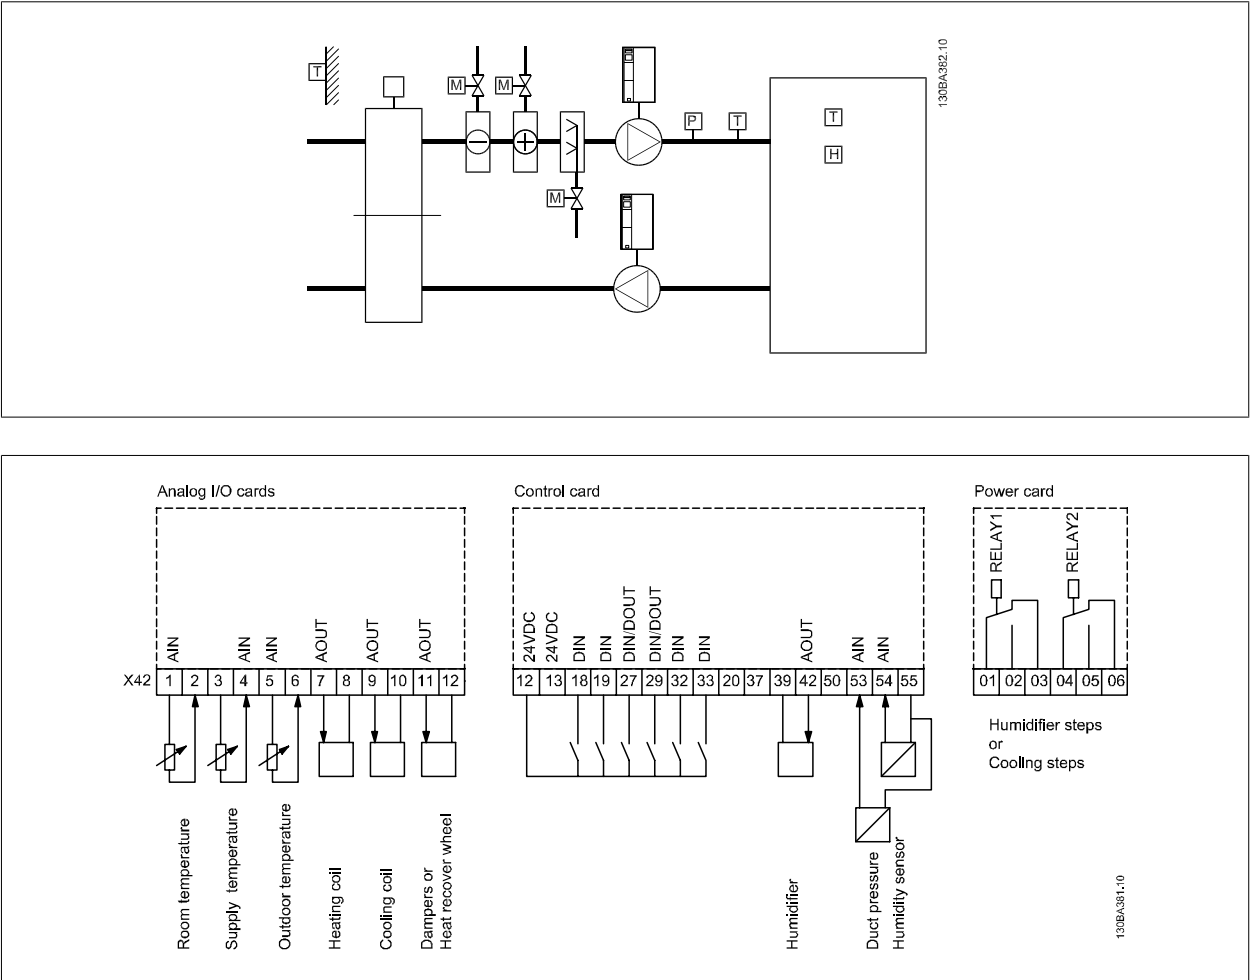 130BA382.10
T
M
M
P
T
T
H
M
Analog I/O cards
Control card
Power card
AIN
AIN
AIN
AOUT
AOUT
AOUT
24VDC
24VDC
DIN
DIN
DIN/DOUT
DIN/DOUT
DIN
DIN
AOUT
AIN
AIN
RELAY1
RELAY2
X42 1 2 3 4 5 6 7 8 9 10 11 12
12 13 18 19 27 29 32 33 20 37 39 42 50 53 54 55
01 02 03 04 05 06
Humidifier steps
or
Cooling steps
Room temperature
Supply temperature
Outdoor temperature
Heating coil
Cooling coil
Dampers or
Heat recover wheel
Humidifier
Duct pressure
Humidity sensor
130BA381.10